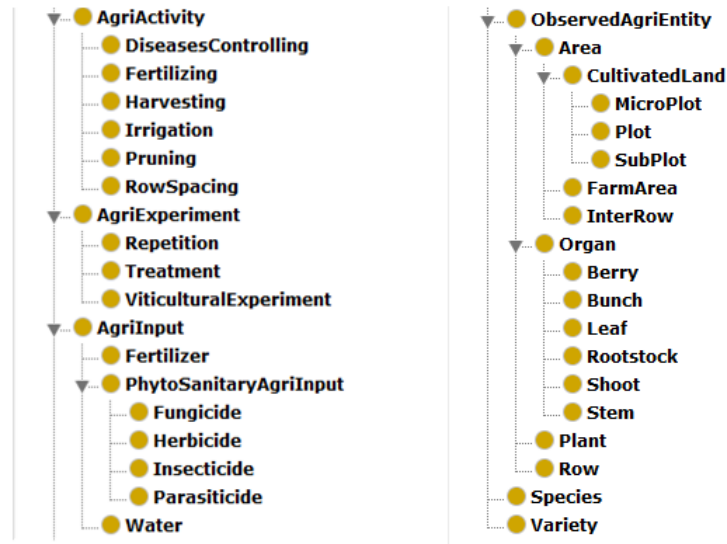 AgriActivity
DiseasesControlling
Fertilizing
Harvesting
Irrigation
Pruning
RowSpacing
AgriExperiment
Repetition
Treatment
ViticulturalExperiment
AgriInput
Fertilizer
PhytoSanitaryAgriInput
Fungicide
Herbicide
Insecticide
Parasiticide
Water
ObservedAgriEntity
Area
CultivatedLand
MicroPlot
Plot
SubPlot
FarmArea
InterRow
Organ
Berry
Bunch
Leaf
Rootstock
Shoot
Stem
Plant
Row
Species
Variety